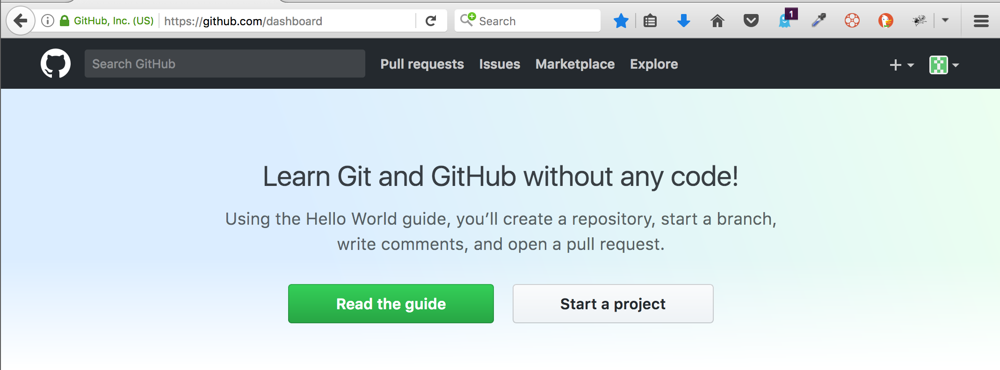 GitHub, Inc. (US) https://github.com/dashboard Search 1
Search GitHub Pull requests Issues Marketplace Explore
Learn Git and GitHub without any code!
Using the Hello World guide, you’ll create a repository, start a branch,
write comments, and open a pull request.
Read the guide Start a project